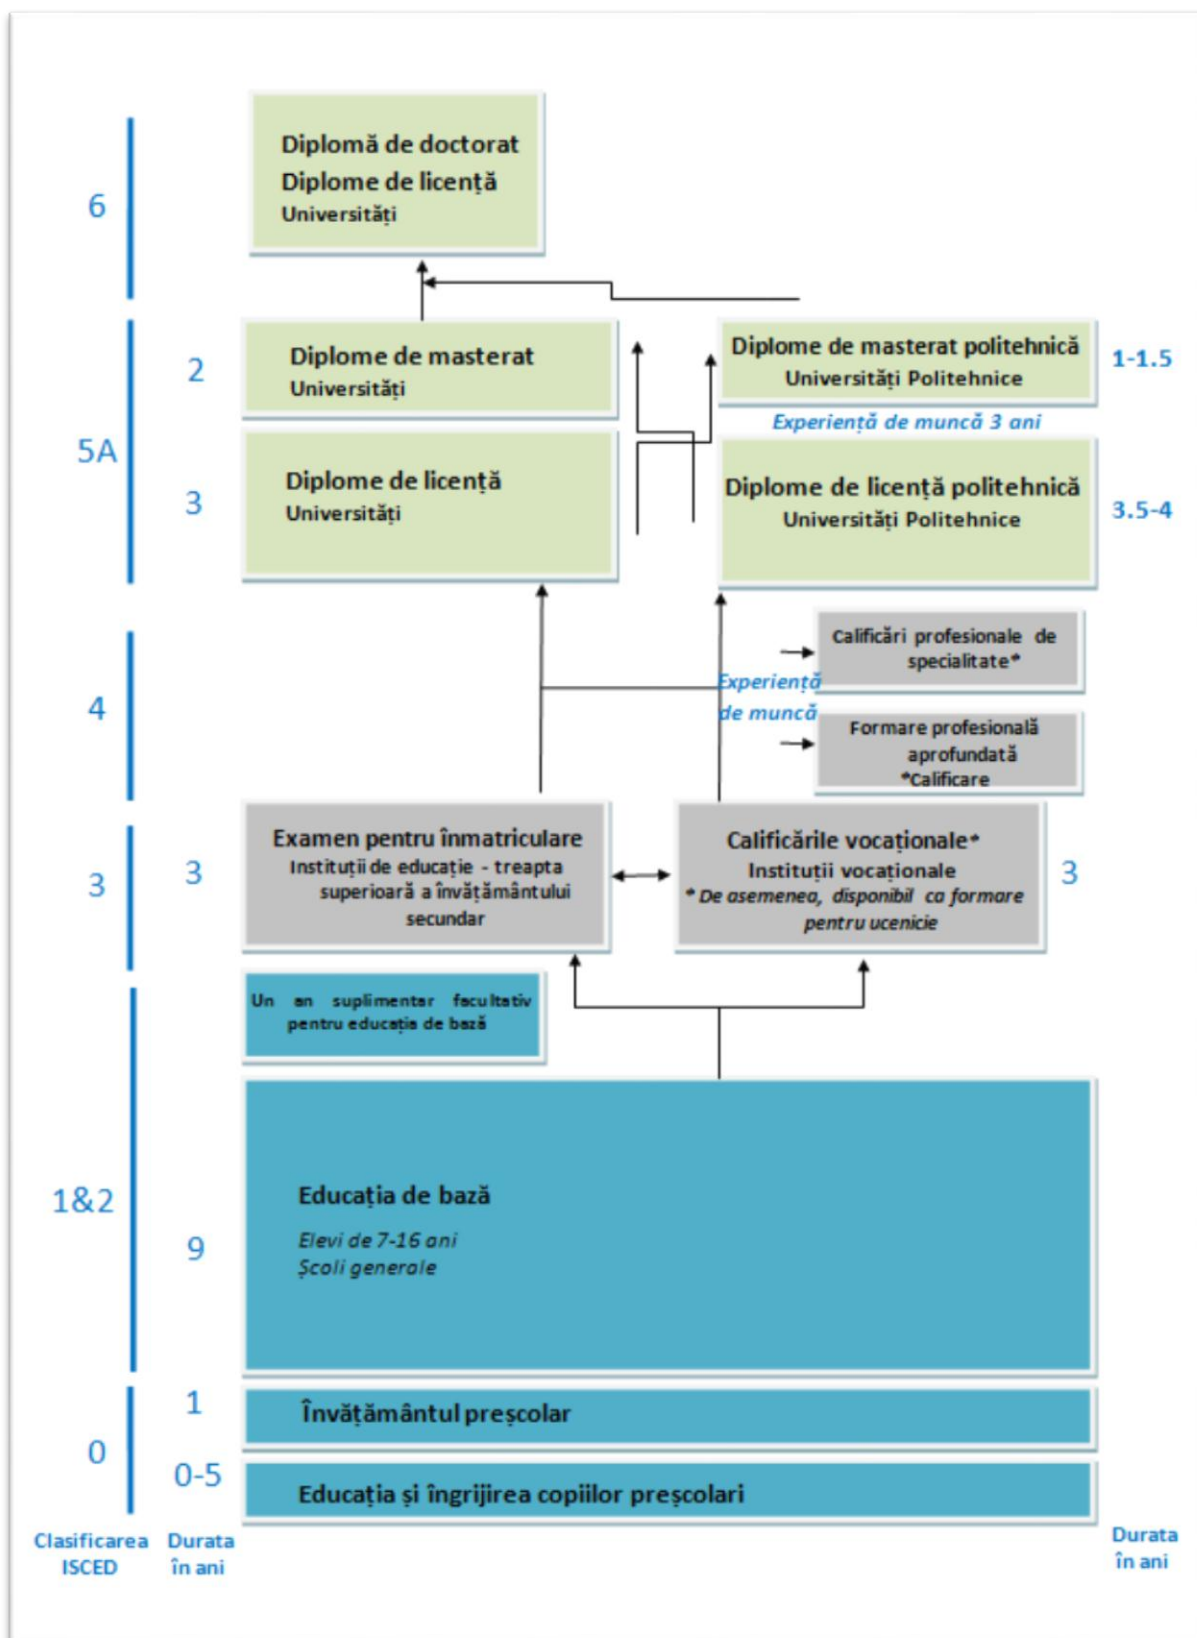 Diplomă de doctorat
Diplome de licență
Universități
6
Diplome de masterat
Universități
2
Diplome de masterat politehnică
Universități Politehnice
1-1.5
Experiență de muncă 3 ani
5A
Diplome de licență
Universități
3
Diplome de licență politehnică
Universități Politehnice
3.5-4
Calificări profesionale de
specialitate*
Experiență
de muncă
4
Formare profesională
aprofundată
*Calificare
3
3
Examen pentru înmatriculare
Instituții de educație - treapta
superioară a învățământului
secundar
Calificările vocaționale*
Instituții vocaționale
* De asemenea, disponibil ca formare
pentru ucenicie
3
Un an suplimentar facultativ
pentru educația de bază
1&2
9
Educația de bază
Elevi de 7-16 ani
Școli generale
1
Învățământul preșcolar
0
0-5
Educația și îngrijirea copiilor preșcolari
Clasificarea
ISCED
Durata
în ani
Durata
în ani